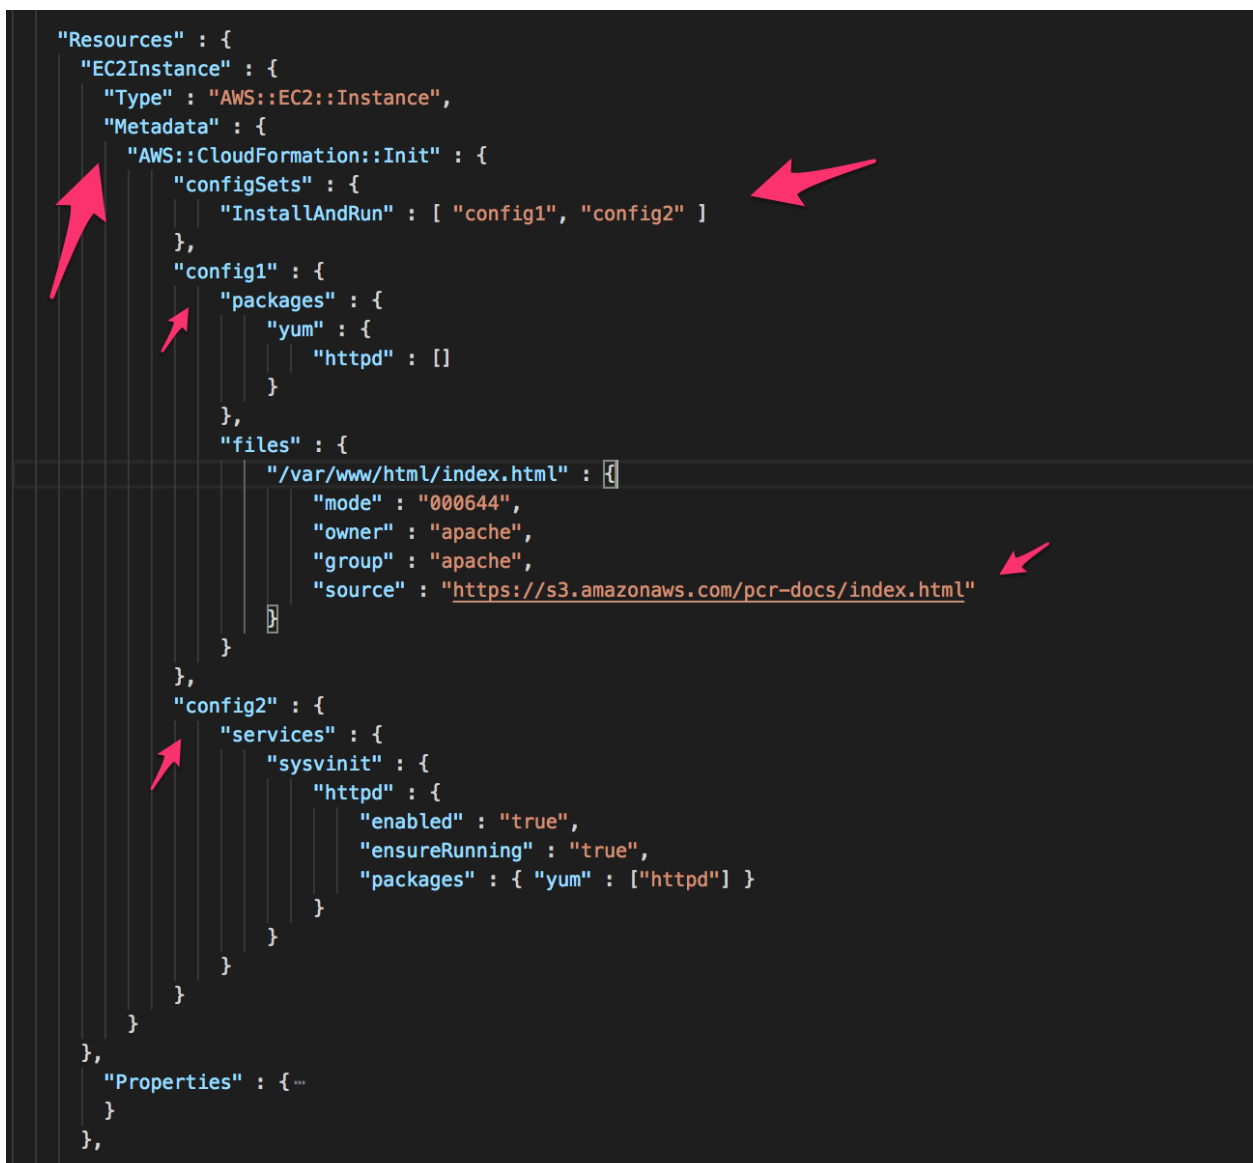 "Resources" : {
"EC2Instance" : {
"Type" : "AWS::EC2::Instance",
"Metadata" : {
"AWS::CloudFormation::Init" : {
"configSets" : {
"InstallAndRun" : [ "config1", "config2" ]
},
"config1" : {
"packages" : {
"yum" : {
"httpd" : []
}
},
"files" : {
"/var/www/html/index.html" : {
"mode" : "000644",
"owner" : "apache",
"group" : "apache",
"source" : "https://s3.amazonaws.com/pcr-docs/index.html"
}
}
},
"config2" : {
"services" : {
"sysvinit" : {
"httpd" : {
"enabled" : "true",
"ensureRunning" : "true",
"packages" : { "yum" : ["httpd"] }
}
}
}
}
}
},
"Properties" : {⋯
}
},